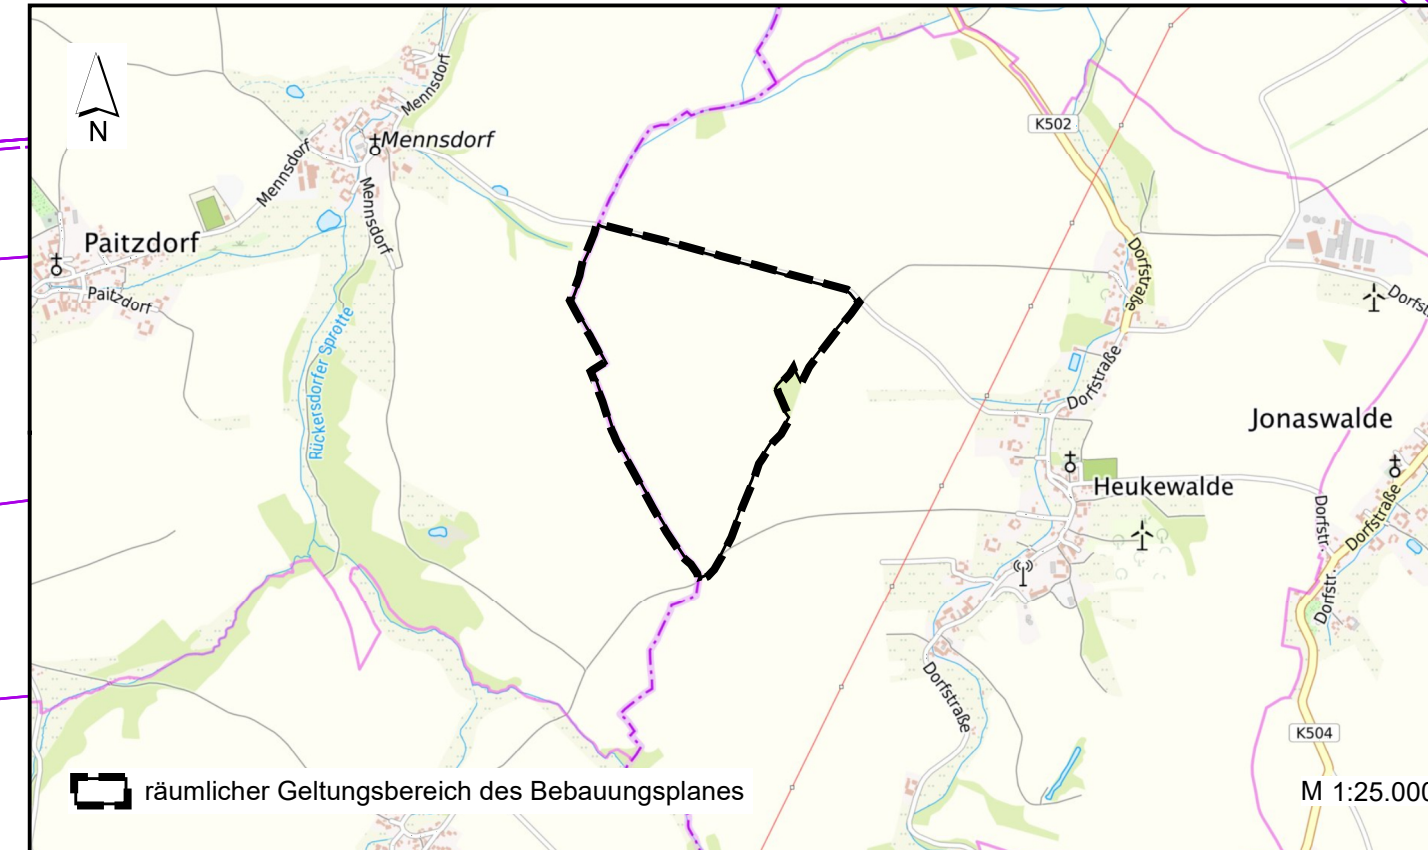 N
Mennsdorf
Mennsdorf
Mennsdorf
Mennsdorf
Paitzdorf
Paitzdorf
Rückersdorfer Sprotte
K502
Dorfstraße
Dorfst
Dorfstraße
Jonaswalde
Heukewalde
Dorfstr.
Dorfstraße
Dorfstr.
Dorfstraße
K504
räumlicher Geltungsbereich des Bebauungsplanes
M 1:25.000